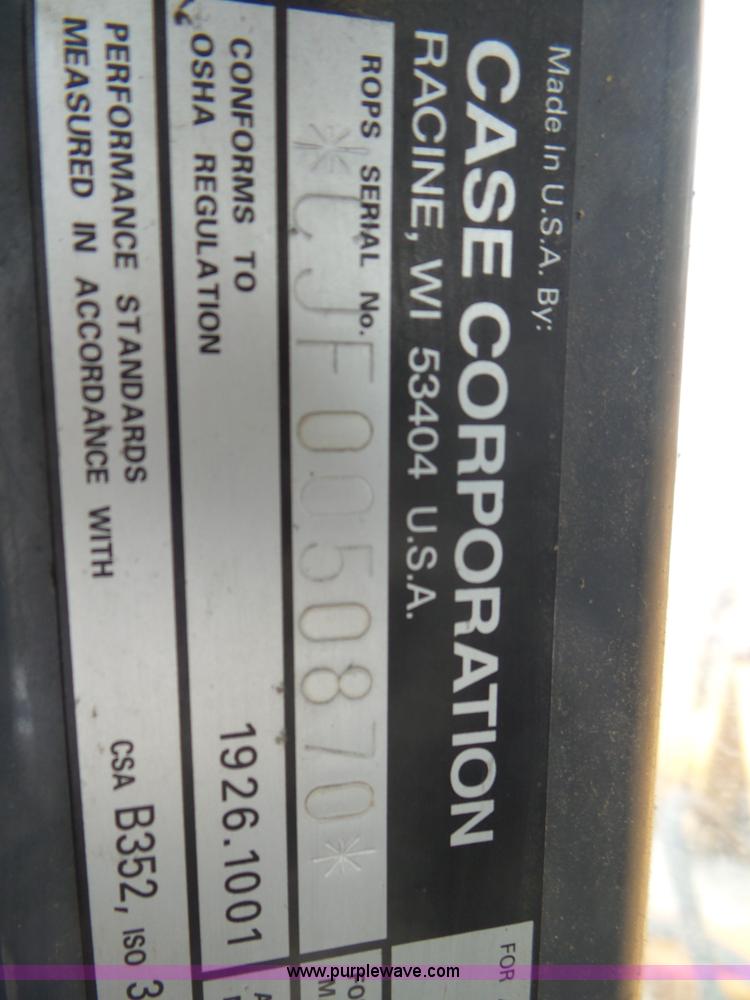 Made In U.S.A. By:
CASE CORPORATION
RACINE, WI 53404 U.S.A.
FOR
ROPS SERIAL No.
*CJF0050870*
CONFORMS TO
OSHA REGULATION
1926.1001
PERFORMANCE STANDARDS
MEASURED IN ACCORDANCE WITH
CSA B352, ISO 3
www.purplewave.com